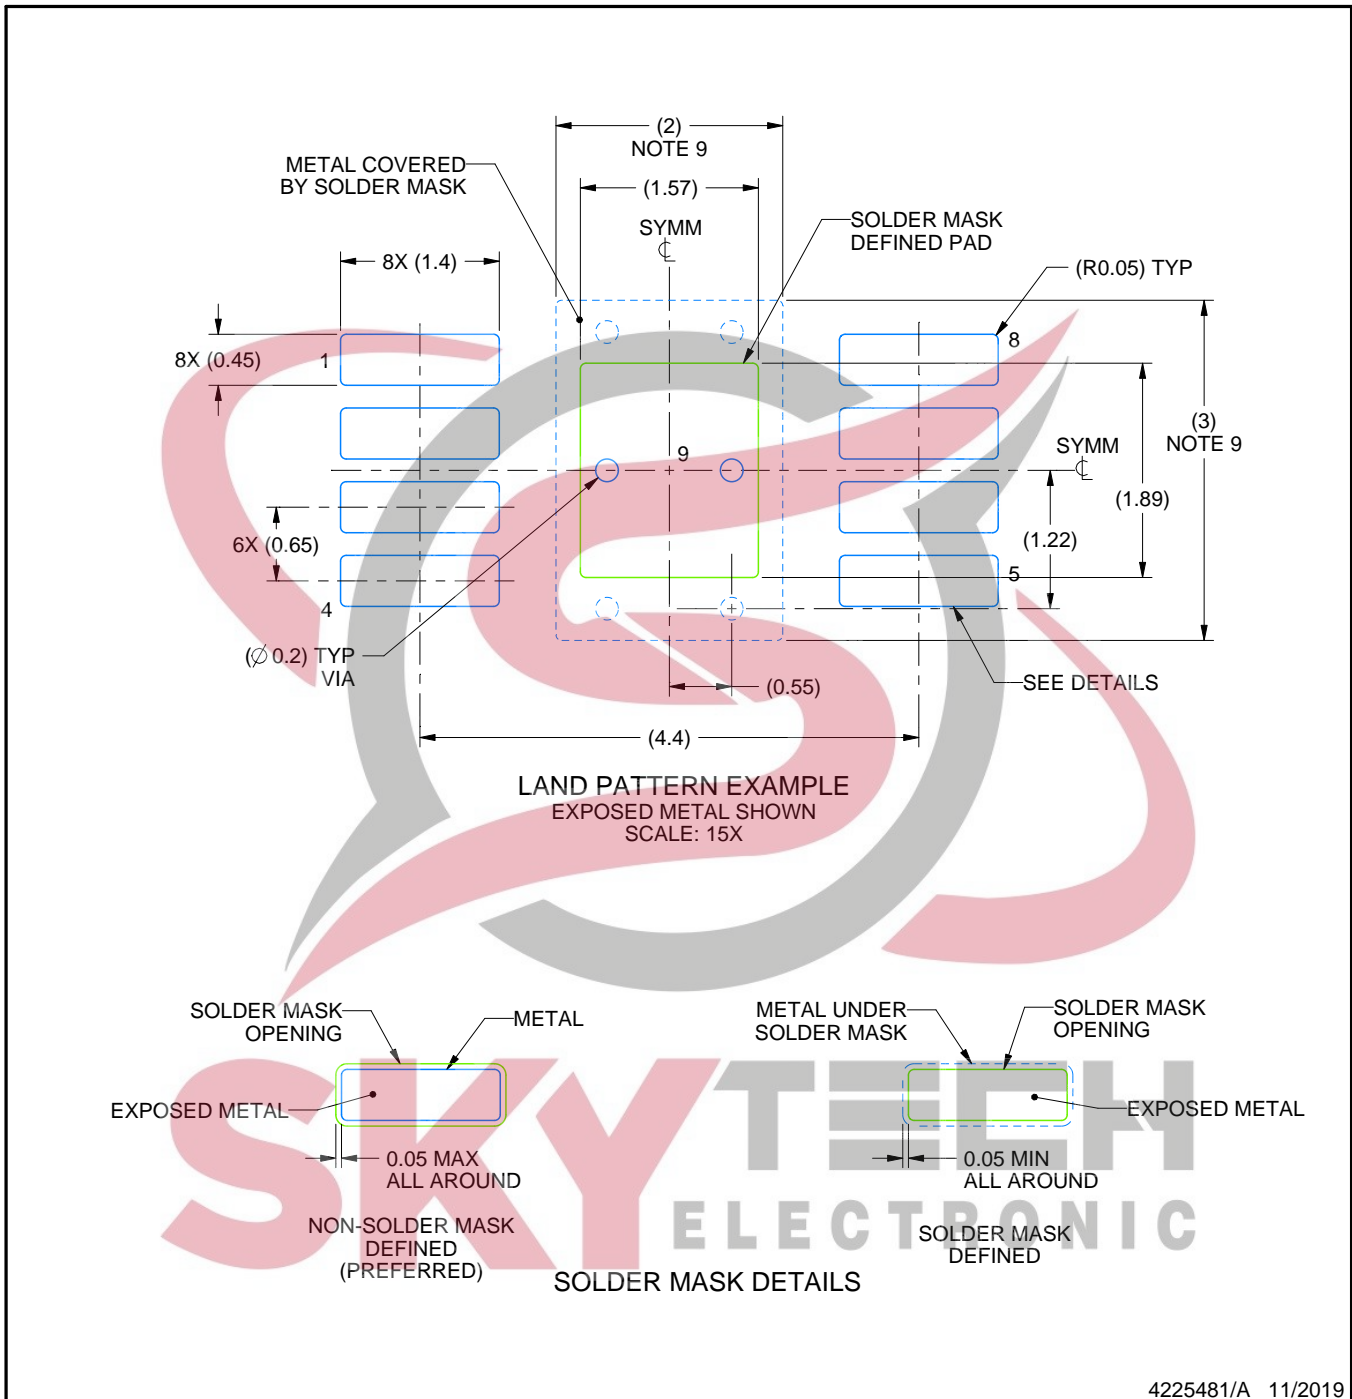 (2)
NOTE 9
METAL COVERED
BY SOLDER MASK
(1.57)
SYMM
SOLDER MASK
DEFINED PAD
8X (1.4)
(R0.05) TYP
8X (0.45)
1
8
(3)
NOTE 9
9
SYMM
(1.89)
(1.22)
6X (0.65)
5
4
(Ø 0.2) TYP
VIA
(0.55)
SEE DETAILS
(4.4)
LAND PATTERN EXAMPLE
EXPOSED METAL SHOWN
SCALE: 15X
SOLDER MASK
OPENING
METAL
EXPOSED METAL
0.05 MAX
ALL AROUND
NON-SOLDER MASK
DEFINED
(PREFERRED)
METAL UNDER
SOLDER MASK
SOLDER MASK
OPENING
EXPOSED METAL
0.05 MIN
ALL AROUND
SOLDER MASK
DEFINED
SOLDER MASK DETAILS
SKYTECH
ELECTRONIC
4225481/A 11/2019